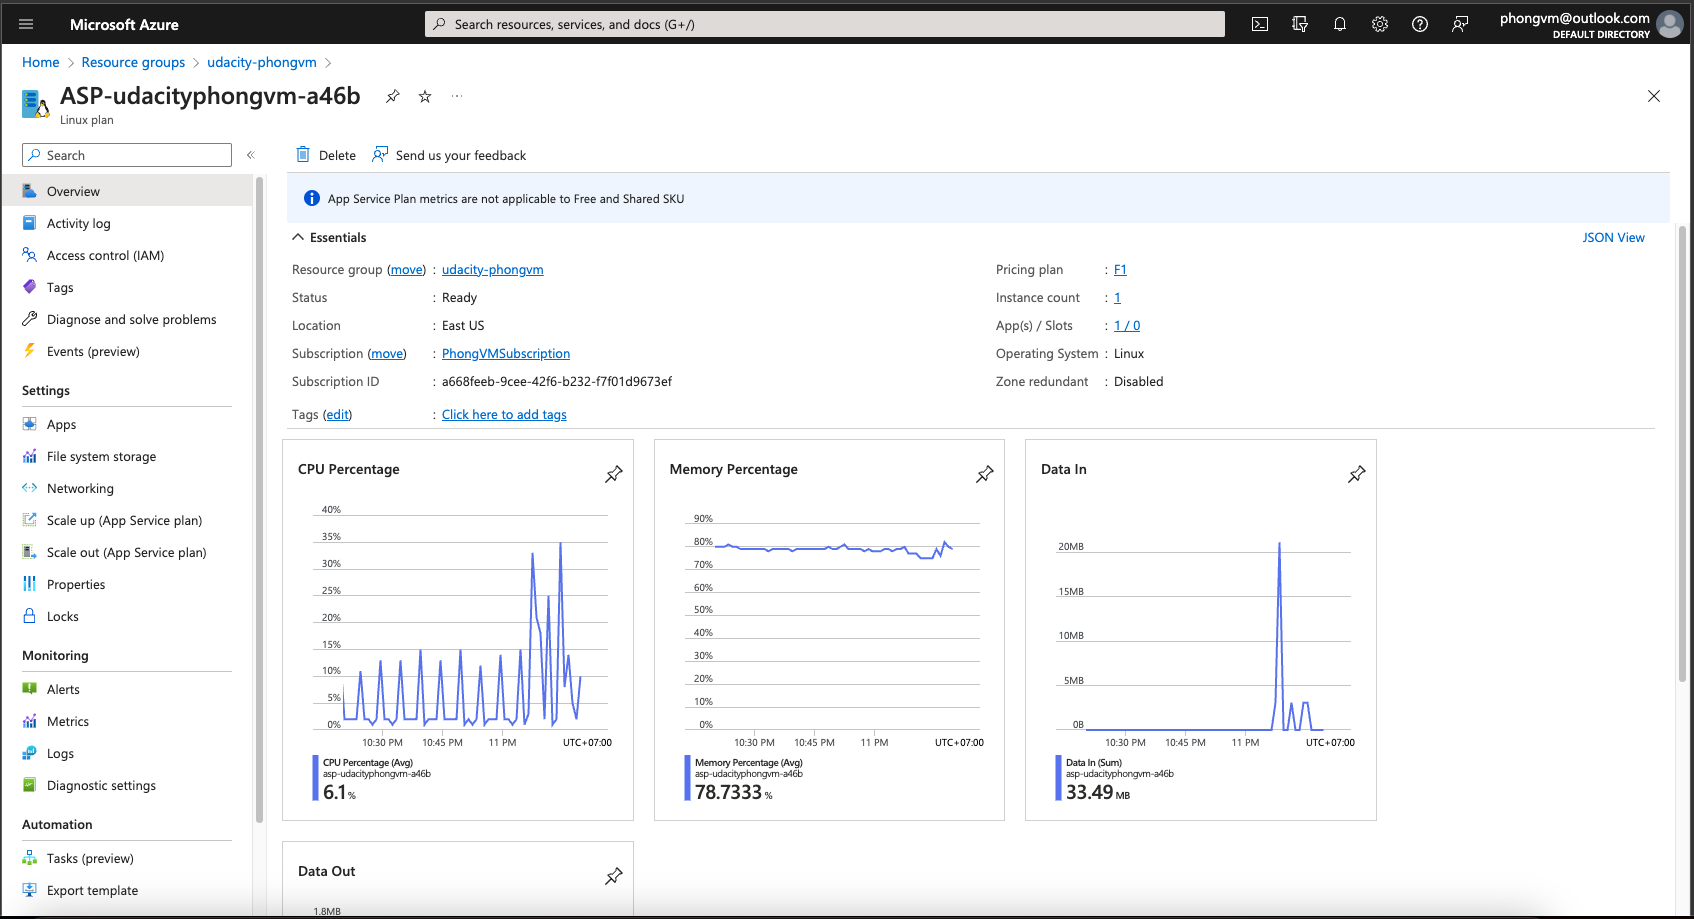 Microsoft Azure
Search resources, services, and docs (G+/)
phongvm@outlook.com
DEFAULT DIRECTORY
Home > Resource groups > udacity-phongvm >
ASP-udacityphongvm-a46b
Linux plan
Search
Delete
Send us your feedback
Overview
Activity log
Access control (IAM)
Tags
Diagnose and solve problems
Events (preview)
Settings
Apps
File system storage
Networking
Scale up (App Service plan)
Scale out (App Service plan)
Properties
Locks
Monitoring
Alerts
Metrics
Logs
Diagnostic settings
Automation
Tasks (preview)
Export template
App Service Plan metrics are not applicable to Free and Shared SKU
Essentials
JSON View
Resource group (move) : udacity-phongvm
Status : Ready
Location : East US
Subscription (move) : PhongVMSubscription
Subscription ID : a668feeb-9cee-42f6-b232-f7f01d9673ef
Tags (edit) : Click here to add tags
Pricing plan : F1
Instance count : 1
App(s) / Slots : 1 / 0
Operating System : Linux
Zone redundant : Disabled
CPU Percentage
40%
35%
30%
25%
20%
15%
10%
5%
0%
10:30 PM 10:45 PM 11 PM UTC+07:00
CPU Percentage (Avg)
asp-udacityphongvm-a46b
6.1 %
Memory Percentage
90%
80%
70%
60%
50%
40%
30%
20%
10%
0%
10:30 PM 10:45 PM 11 PM UTC+07:00
Memory Percentage (Avg)
asp-udacityphongvm-a46b
78.7333 %
Data In
20MB
15MB
10MB
5MB
0B
10:30 PM 10:45 PM 11 PM UTC+07:00
Data In (Sum)
asp-udacityphongvm-a46b
33.49 MB
Data Out
1.8MB